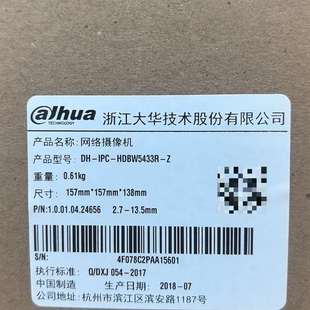 alhua
TECHNOLOGY
浙江大华技术股份有限公司
产品名称: 网络摄像机
产品型号: DH-IPC-HDBW5433R-Z
重量: 0.61kg
尺寸: 157mm*157mm*138mm
P/N:1.0.01.04.24656 2.7-13.5mm
S/N: 4F078C2PAA15601
执行标准: Q/DXJ 054-2017
中国制造 生产日期: 2018-07
公司地址: 杭州市滨江区滨安路1187号